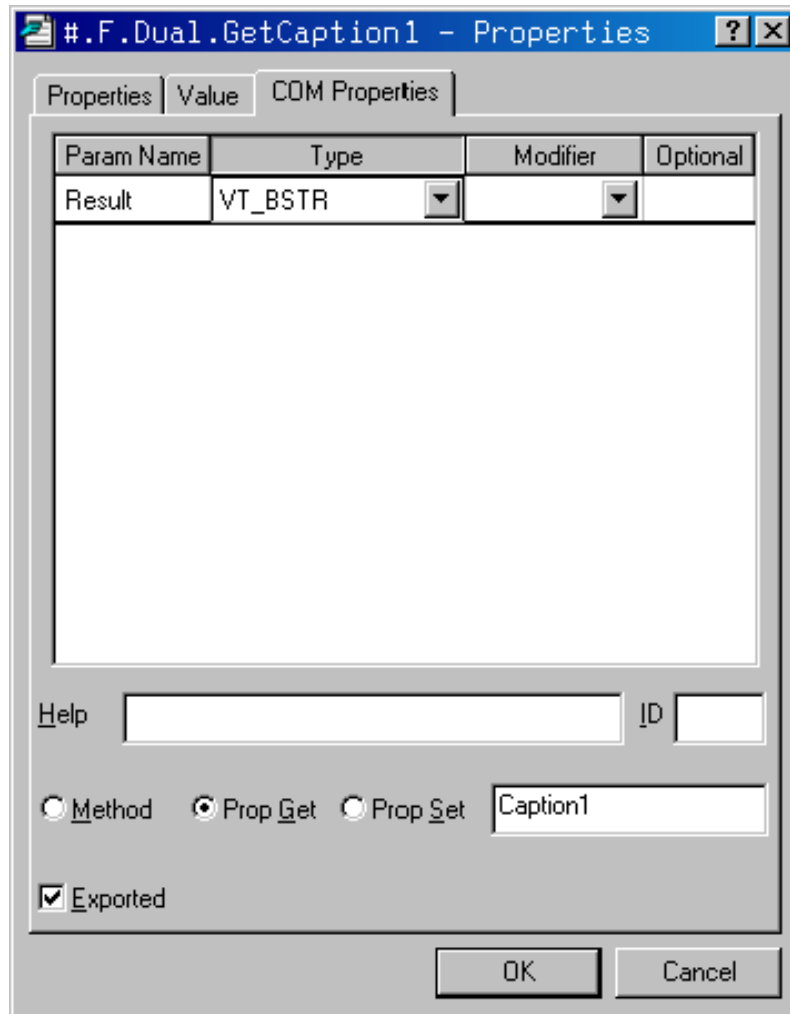 #.F.Dual.GetCaption1 - Properties ? X
Properties Value COM Properties
Param Name Type Modifier Optional
Result VT_BSTR
Help ID
Method Prop Get Prop Set Caption1
Exported
OK Cancel